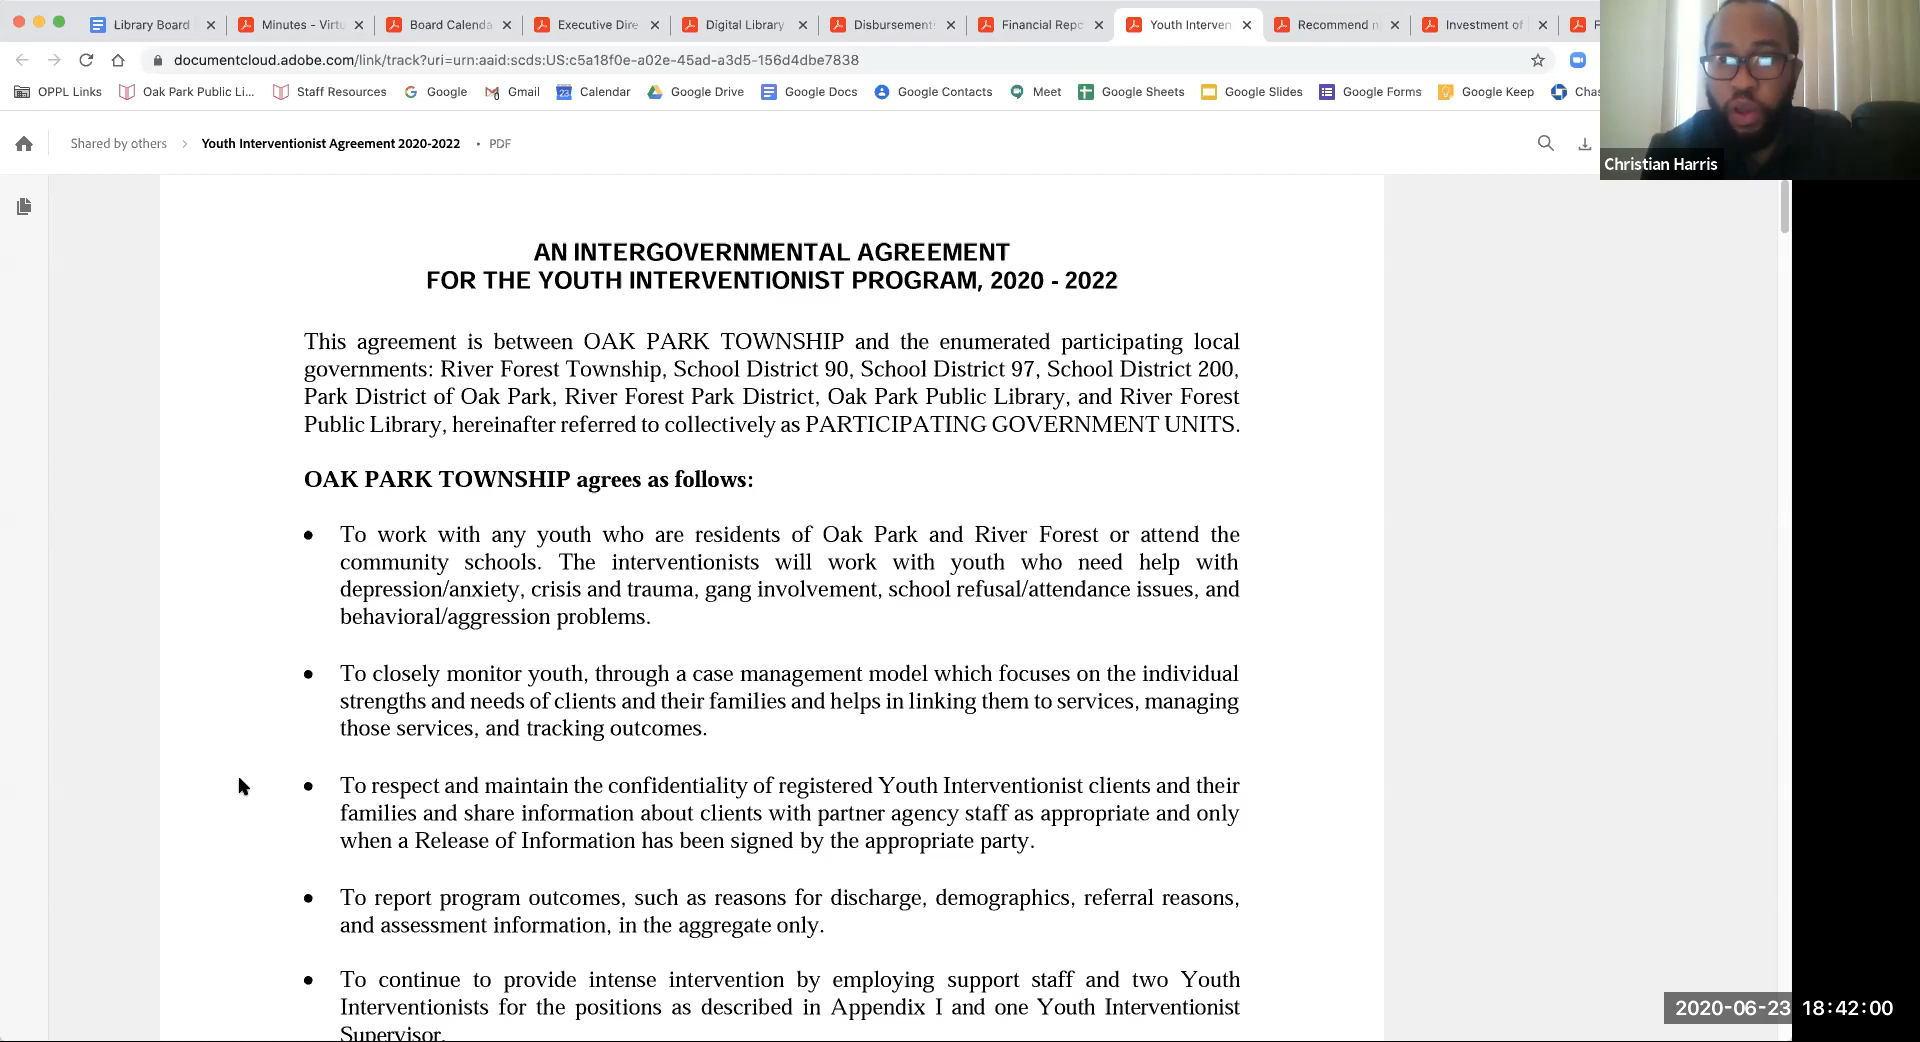 Library Board
Minutes - Virtu
Board Calenda
Executive Dire
Digital Library
Disbursement
Financial Repo
Youth Interven
Recommend n
Investment of
documentcloud.adobe.com/link/track?uri=urn:aaid:scds:US:c5a18f0e-a02e-45ad-a3d5-156d4dbe7838
OPPL Links
Oak Park Public Li...
Staff Resources
Google
Gmail
Calendar
Google Drive
Google Docs
Google Contacts
Meet
Google Sheets
Google Slides
Google Forms
Google Keep
Chas
Christian Harris
Shared by others > Youth Interventionist Agreement 2020-2022 • PDF
AN INTERGOVERNMENTAL AGREEMENT
FOR THE YOUTH INTERVENTIONIST PROGRAM, 2020 - 2022
This agreement is between OAK PARK TOWNSHIP and the enumerated participating local
governments: River Forest Township, School District 90, School District 97, School District 200,
Park District of Oak Park, River Forest Park District, Oak Park Public Library, and River Forest
Public Library, hereinafter referred to collectively as PARTICIPATING GOVERNMENT UNITS.
OAK PARK TOWNSHIP agrees as follows:
• To work with any youth who are residents of Oak Park and River Forest or attend the
community schools. The interventionists will work with youth who need help with
depression/anxiety, crisis and trauma, gang involvement, school refusal/attendance issues, and
behavioral/aggression problems.
• To closely monitor youth, through a case management model which focuses on the individual
strengths and needs of clients and their families and helps in linking them to services, managing
those services, and tracking outcomes.
• To respect and maintain the confidentiality of registered Youth Interventionist clients and their
families and share information about clients with partner agency staff as appropriate and only
when a Release of Information has been signed by the appropriate party.
• To report program outcomes, such as reasons for discharge, demographics, referral reasons,
and assessment information, in the aggregate only.
• To continue to provide intense intervention by employing support staff and two Youth
Interventionists for the positions as described in Appendix I and one Youth Interventionist
Supervisor.
2020-06-23 18:42:00